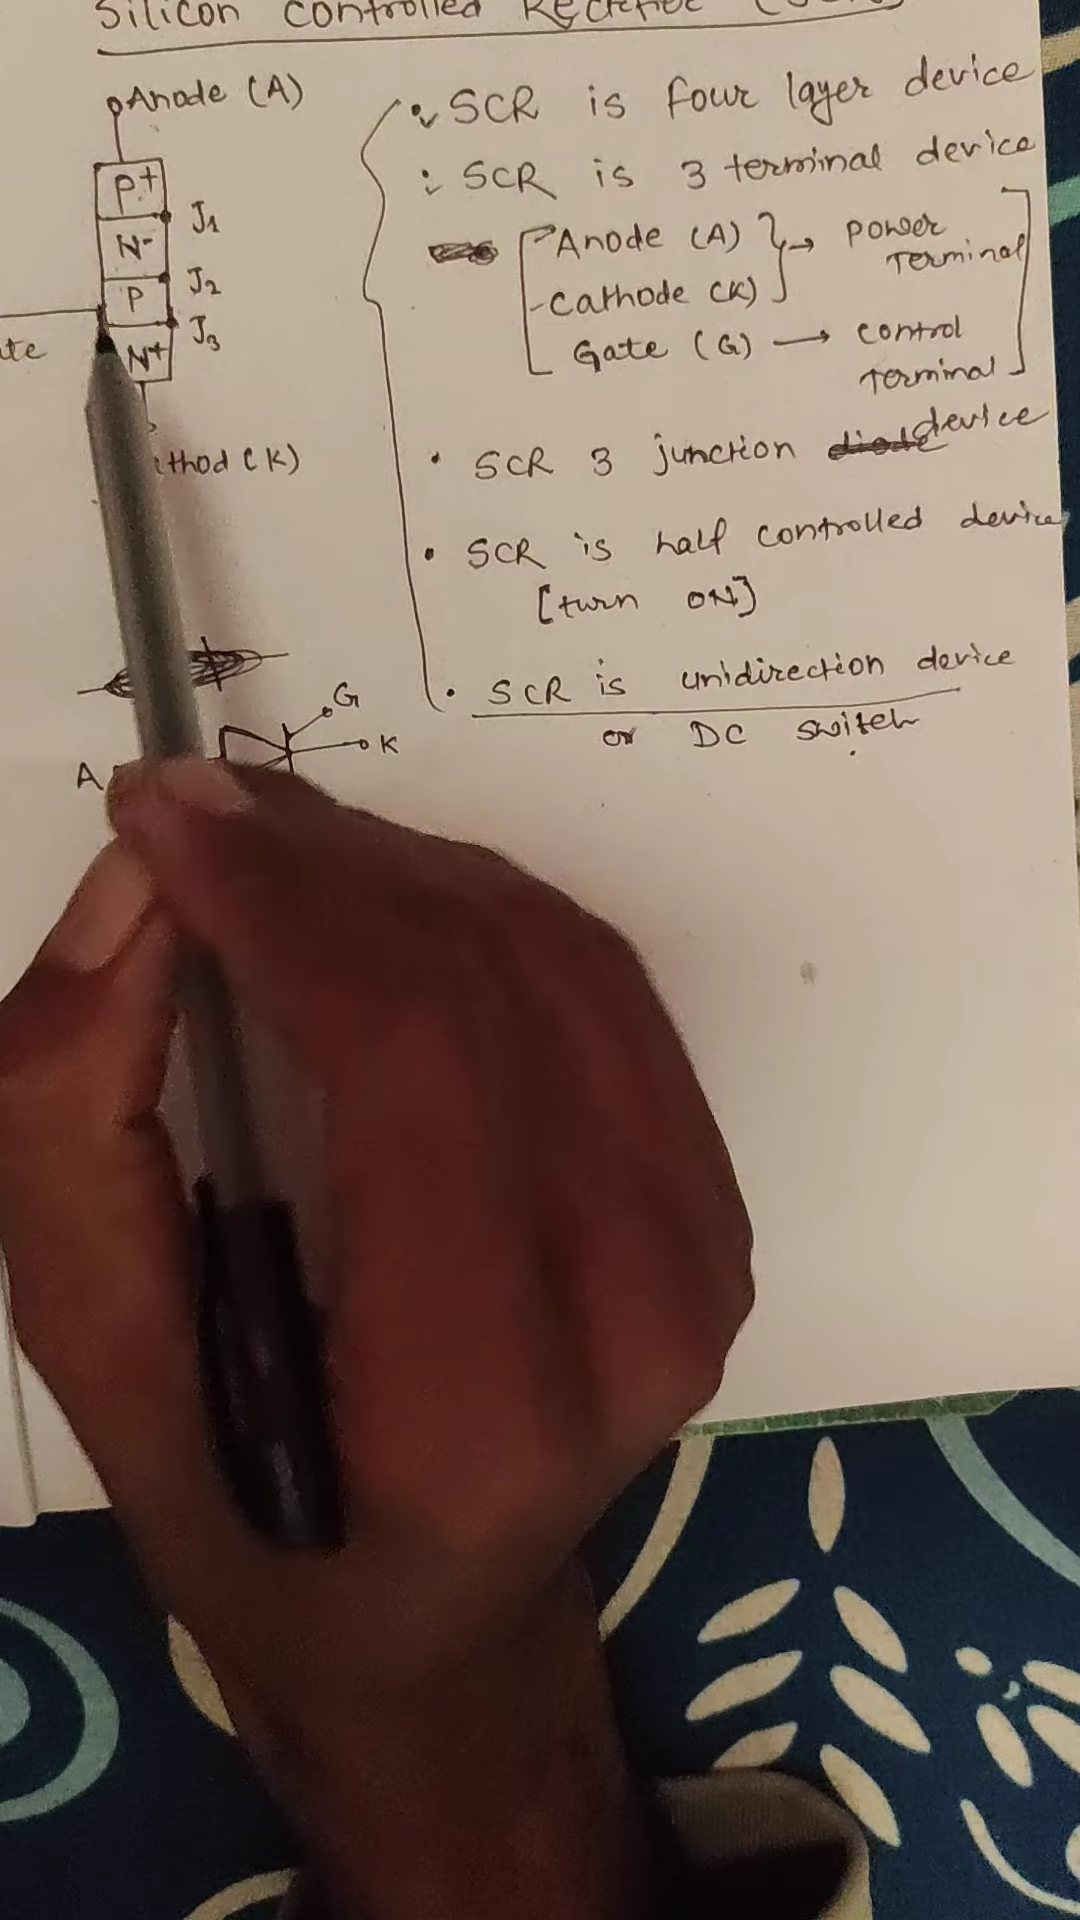 Silicon Controlled Rectifier
Anode (A)
P+
J1
N-
J2
P
J3
N+
SCR is four layer device
SCR is 3 terminal device
Anode (A)
Cathode (K)
→ power terminal
Gate (G) → control terminal
• SCR 3 junction device
• SCR is half controlled device
[turn ON]
• SCR is unidirection device
or DC switch
G
K
A